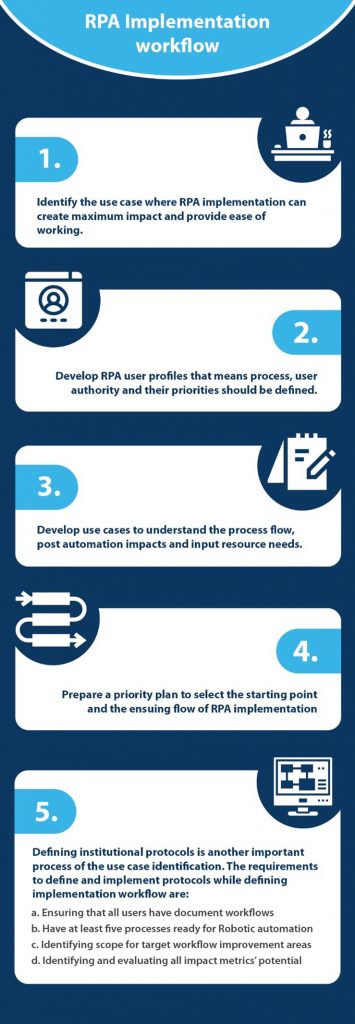 RPA Implementation
workflow
1.
Identify the use case where RPA implementation can
create maximum impact and provide ease of
working.
2.
Develop RPA user profiles that means process, user
authority and their priorities should be defined.
3.
Develop use cases to understand the process flow,
post automation impacts and input resource needs.
4.
Prepare a priority plan to select the starting point
and the ensuing flow of RPA implementation
5.
Defining institutional protocols is another important
process of the use case identification. The requirements
to define and implement protocols while defining
implementation workflow are:
a. Ensuring that all users have document workflows
b. Have at least five processes ready for Robotic automation
c. Identifying scope for target workflow improvement areas
d. Identifying and evaluating all impact metrics' potential